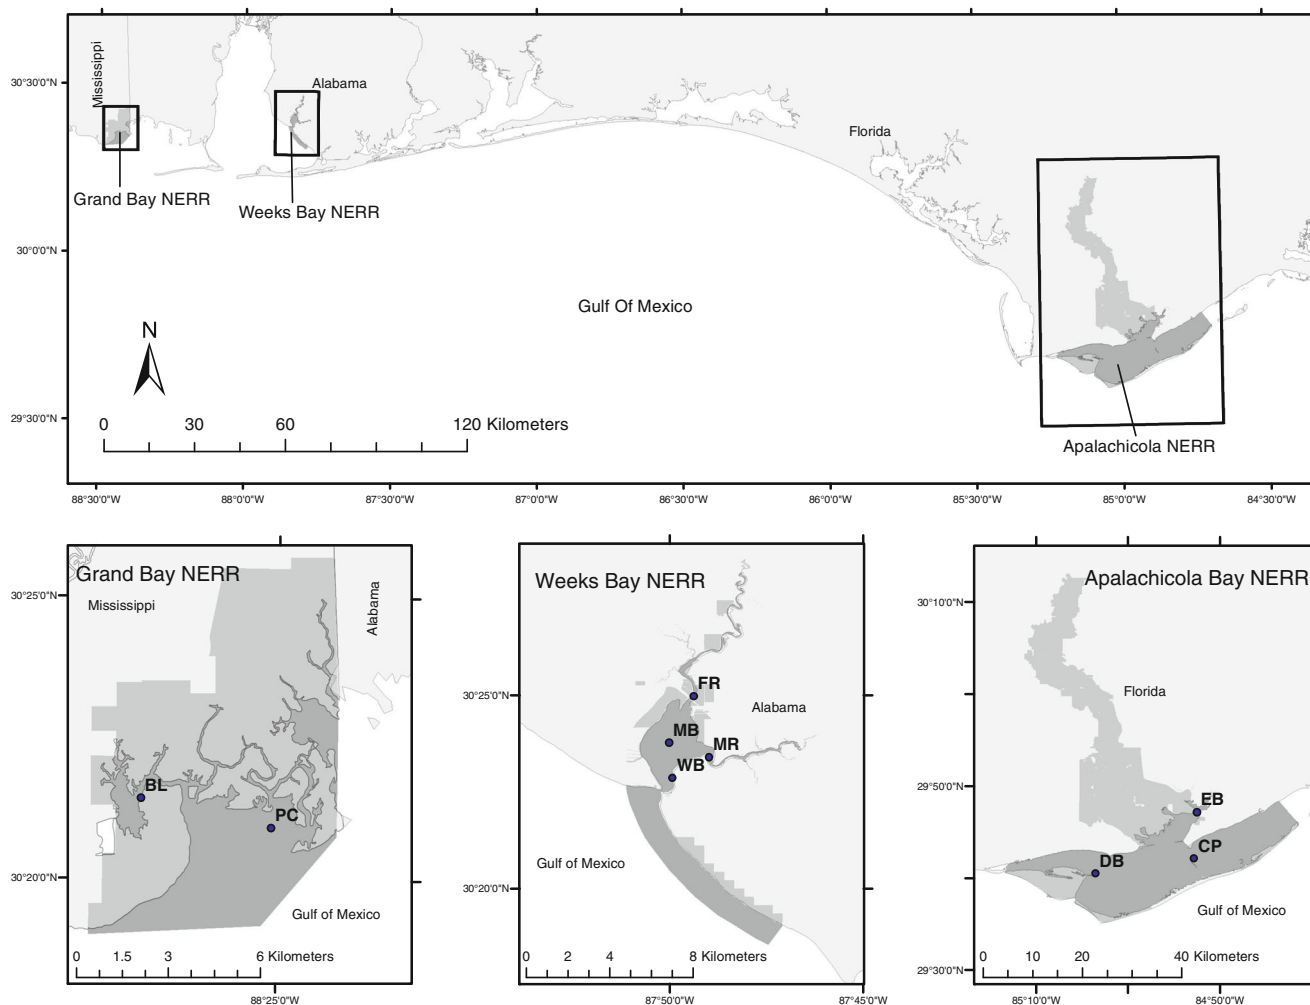 Mississippi
Alabama
Florida
30°30'0"N
30°0'0"N
29°30'0"N
Grand Bay NERR
Weeks Bay NERR
Gulf Of Mexico
Apalachicola NERR
N
0 30 60 120 Kilometers
88°30'0"W 88°0'0"W 87°30'0"W 87°0'0"W 86°30'0"W 86°0'0"W 85°30'0"W 85°0'0"W 84°30'0"W
Grand Bay NERR
Mississippi
Alabama
30°25'0"N
30°20'0"N
BL
PC
Gulf of Mexico
0 1.5 3 6 Kilometers
88°25'0"W
Weeks Bay NERR
30°25'0"N
30°20'0"N
FR
Alabama
MB
MR
WB
Gulf of Mexico
0 2 4 8 Kilometers
87°50'0"W 87°45'0"W
Apalachicola Bay NERR
30°10'0"N
29°50'0"N
29°30'0"N
Florida
EB
CP
DB
Gulf of Mexico
0 10 20 40 Kilometers
85°10'0"W 84°50'0"W